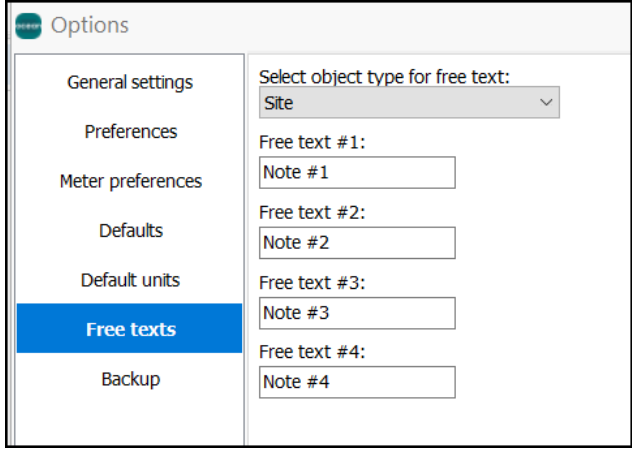 ocean
Options
General settings
Preferences
Meter preferences
Defaults
Default units
Free texts
Backup
Select object type for free text:
Site
Free text #1:
Note #1
Free text #2:
Note #2
Free text #3:
Note #3
Free text #4:
Note #4